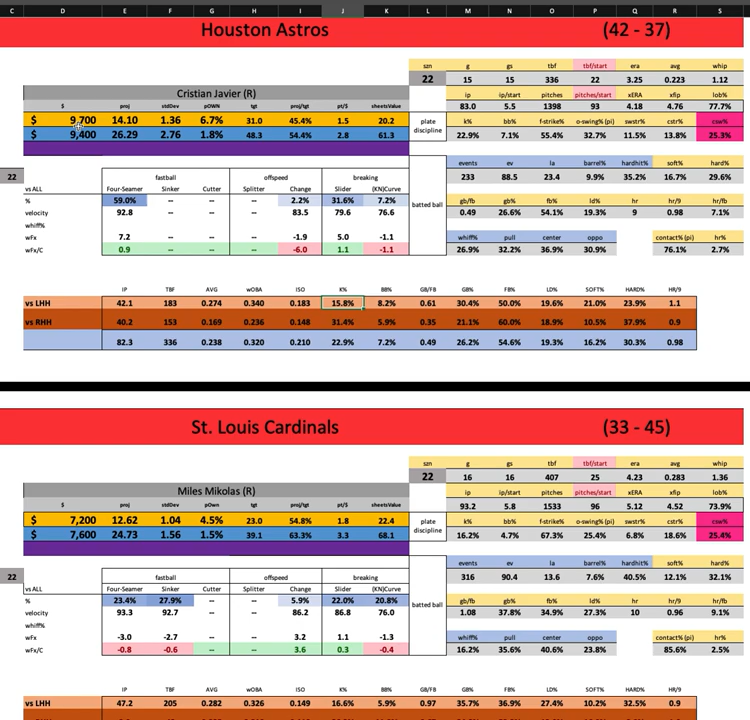 C D E F G H I J K L M N O P Q R S
Houston Astros (42 - 37)
szn g gs tbf tbf/start era avg whip
22 15 15 336 22 3.25 0.223 1.12
Cristian Javier (R) ip ip/start pitches pitches/start xERA xfip lob%
$ proj stdDev pOWN tgt proj/tgt pt/$ sheetsValue 83.0 5.5 1398 93 4.18 4.76 77.7%
$ 9,700 14.10 1.36 6.7% 31.0 45.4% 1.5 20.2 plate discipline k% bb% f-strike% o-swing% (pi) swstr% cstr% csw%
$ 9,400 26.29 2.76 1.8% 48.3 54.4% 2.8 61.3 22.9% 7.1% 55.4% 32.7% 11.5% 13.8% 25.3%
events ev la barrel% hardhit% soft% hard%
22 fastball offspeed breaking 233 88.5 23.4 9.9% 35.2% 16.7% 29.6%
vs ALL Four-Seamer Sinker Cutter Splitter Change Slider (KN)Curve
% 59.0% -- -- -- 2.2% 31.6% 7.2% batted ball gb/fb gb% fb% ld% hr hr/9 hr/fb
velocity 92.8 -- -- -- 83.5 79.6 76.6 0.49 26.6% 54.1% 19.3% 9 0.98 7.1%
whiff%
wFx 7.2 -- -- -- -1.9 5.0 -1.1 whiff% pull center oppo contact% (pi) hr%
wFx/C 0.9 -- -- -- -6.0 1.1 -1.1 26.9% 32.2% 36.9% 30.9% 76.1% 2.7%
IP TBF AVG wOBA ISO K% BB% GB/FB GB% FB% LD% SOFT% HARD% HR/9
vs LHH 42.1 183 0.274 0.340 0.183 15.8% 8.2% 0.61 30.4% 50.0% 19.6% 21.0% 23.9% 1.1
vs RHH 40.2 153 0.169 0.236 0.148 31.4% 5.9% 0.35 21.1% 60.0% 18.9% 10.5% 37.9% 0.9
82.3 336 0.238 0.320 0.210 22.9% 7.2% 0.49 26.2% 54.6% 19.3% 16.2% 30.3% 0.98
St. Louis Cardinals (33 - 45)
szn g gs tbf tbf/start era avg whip
22 16 16 407 25 4.23 0.283 1.36
Miles Mikolas (R) ip ip/start pitches pitches/start xERA xfip lob%
$ proj stdDev pOwn tgt proj/tgt pt/$ sheetsValue 93.2 5.8 1533 96 5.12 4.52 73.9%
$ 7,200 12.62 1.04 4.5% 23.0 54.8% 1.8 22.4 plate discipline k% bb% f-strike% o-swing% (pi) swstr% cstr% csw%
$ 7,600 24.73 1.56 1.5% 39.1 63.3% 3.3 68.1 16.2% 4.7% 67.3% 25.4% 6.8% 18.6% 25.4%
events ev la barrel% hardhit% soft% hard%
22 fastball offspeed breaking 316 90.4 13.6 7.6% 40.5% 12.1% 32.1%
vs ALL Four-Seamer Sinker Cutter Splitter Change Slider (KN)Curve
% 23.4% 27.9% -- -- 5.9% 22.0% 20.8% batted ball gb/fb gb% fb% ld% hr hr/9 hr/fb
velocity 93.3 92.7 -- -- 86.2 86.8 76.0 1.08 37.8% 34.9% 27.3% 10 0.96 9.1%
whiff%
wFx -3.0 -2.7 -- -- 3.2 1.1 -1.3 whiff% pull center oppo contact% (pi) hr%
wFx/C -0.8 -0.6 -- -- 3.6 0.3 -0.4 16.2% 35.6% 40.6% 23.8% 85.6% 2.5%
IP TBF AVG wOBA ISO K% BB% GB/FB GB% FB% LD% SOFT% HARD% HR/9
vs LHH 47.2 205 0.282 0.326 0.149 16.6% 5.9% 0.97 35.7% 36.9% 27.4% 10.2% 32.5% 0.9